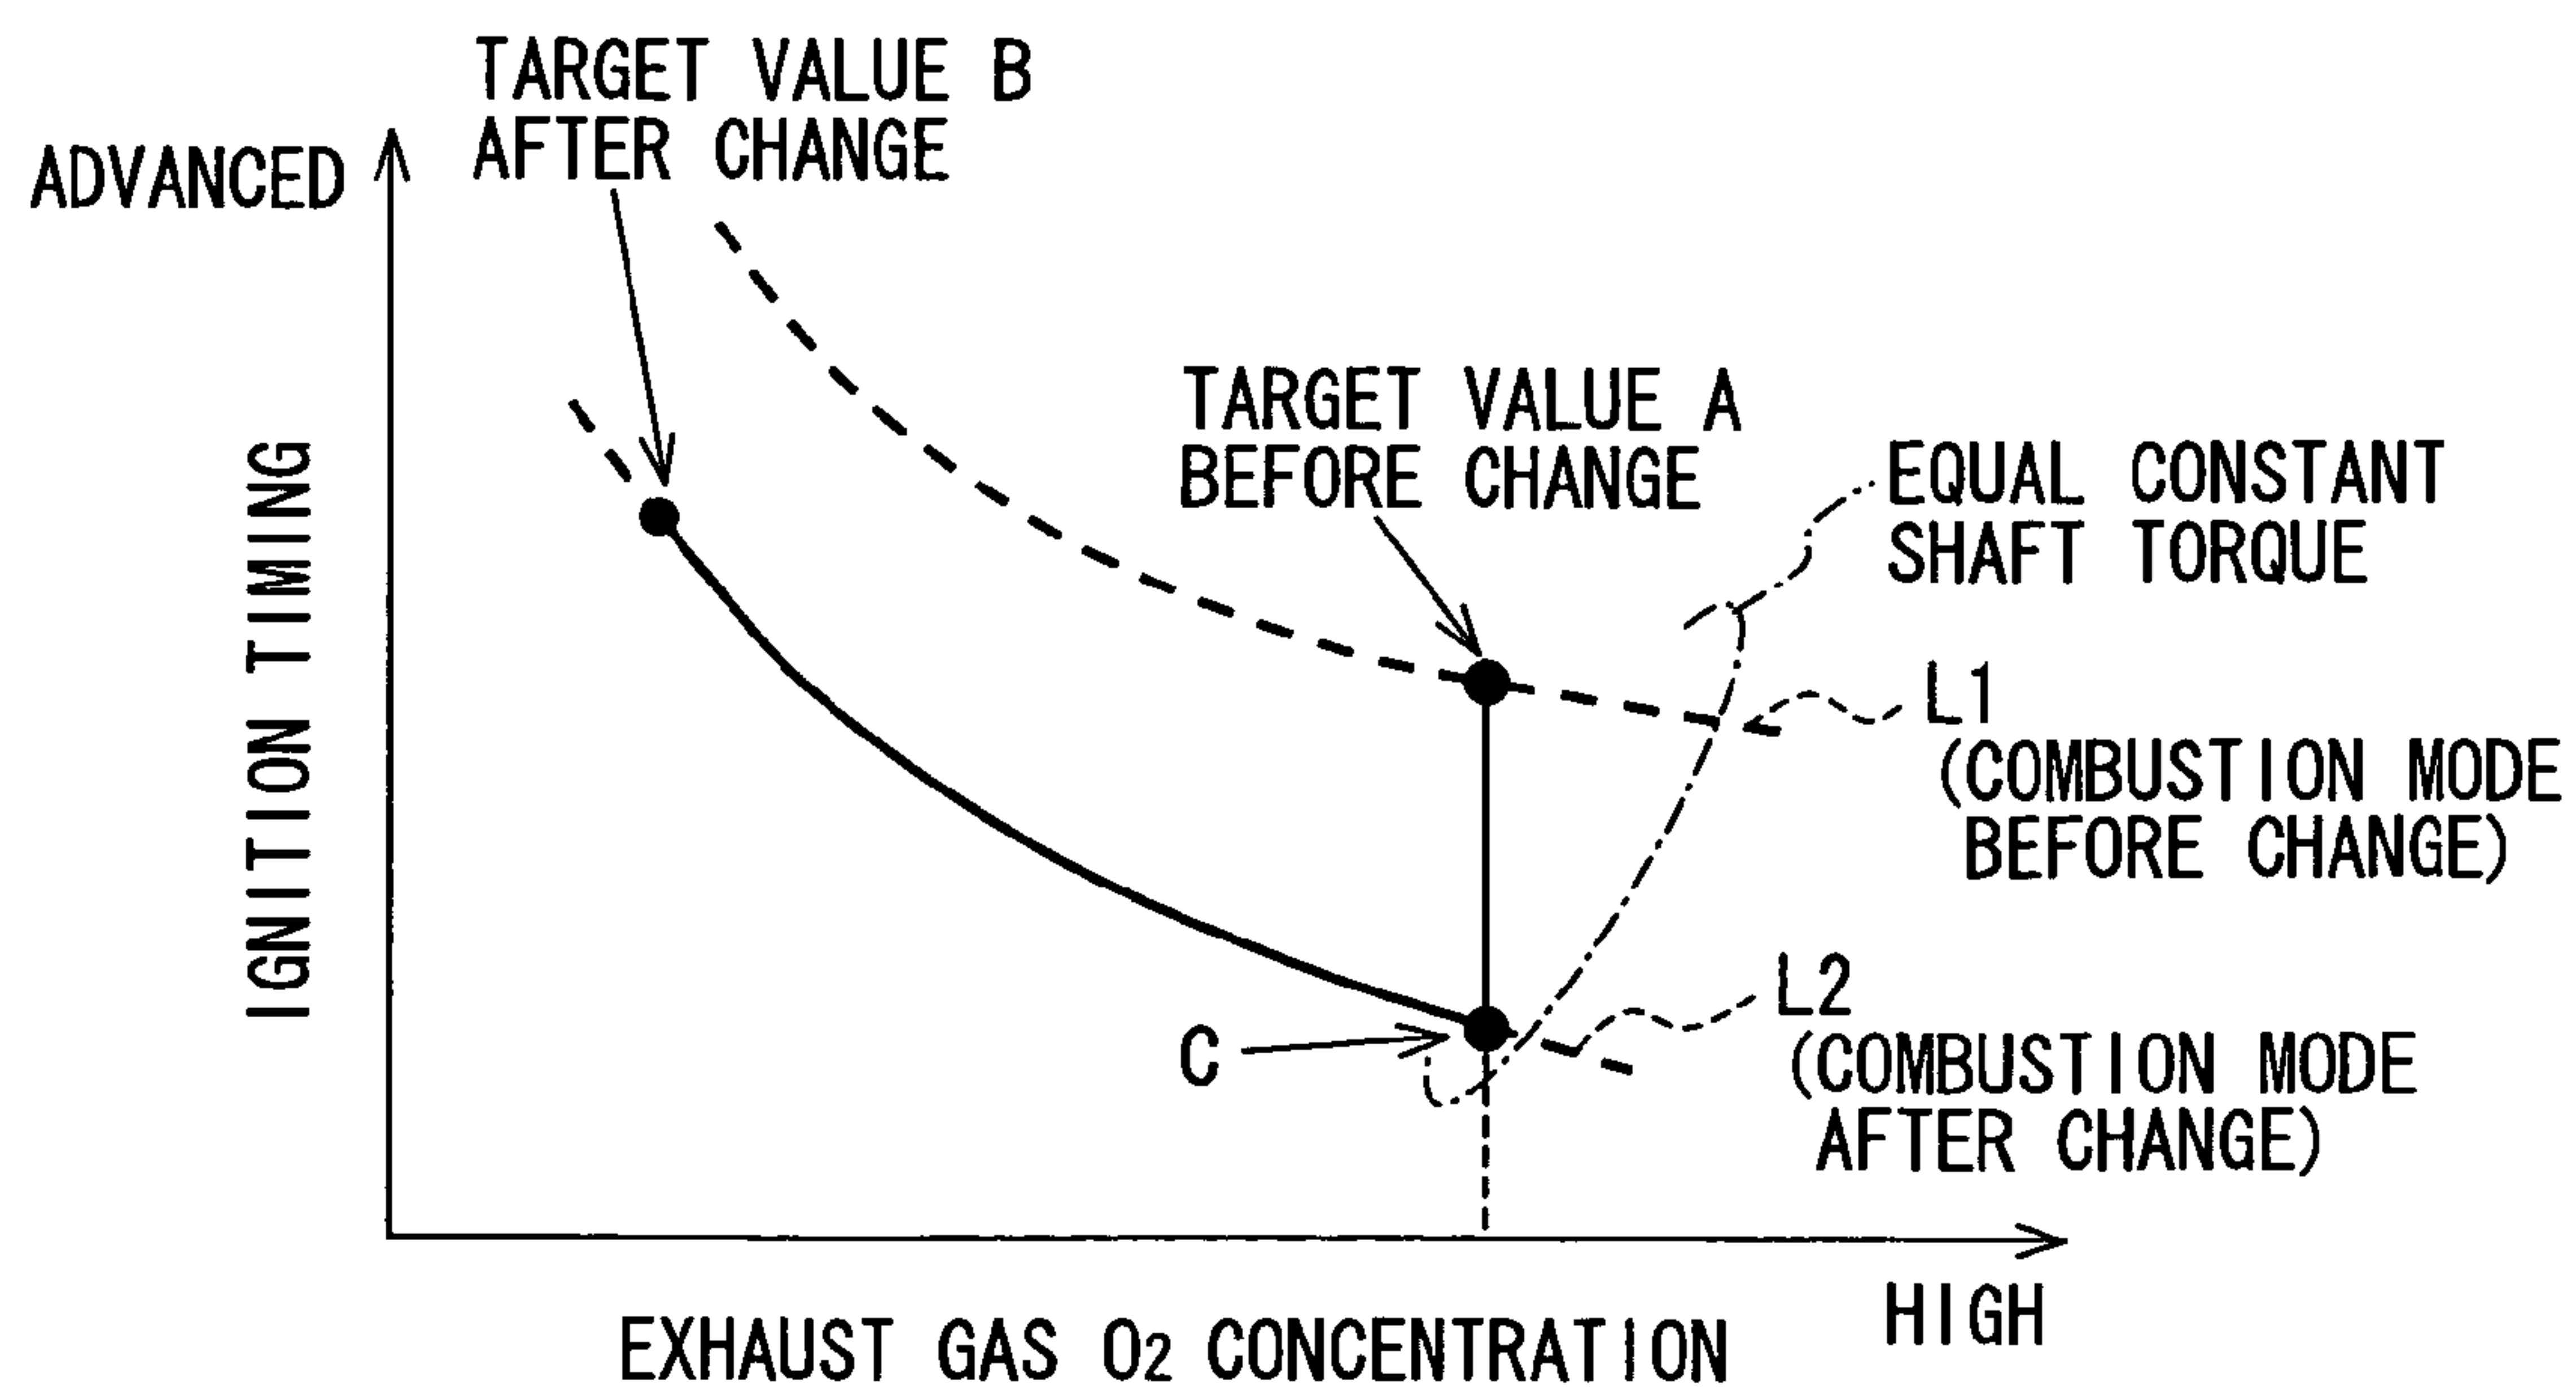 TARGET VALUE B
AFTER CHANGE
ADVANCED
TARGET VALUE A
BEFORE CHANGE
EQUAL CONSTANT
SHAFT TORQUE
IGNITION TIMING
L1
(COMBUSTION MODE
BEFORE CHANGE)
L2
(COMBUSTION MODE
AFTER CHANGE)
C
HIGH
EXHAUST GAS O2 CONCENTRATION